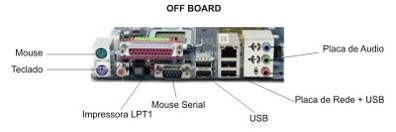 OFF BOARD
Mouse
Placa de Audio
Teclado
Mouse Serial
Placa de Rede + USB
Impressora LPT1
USB